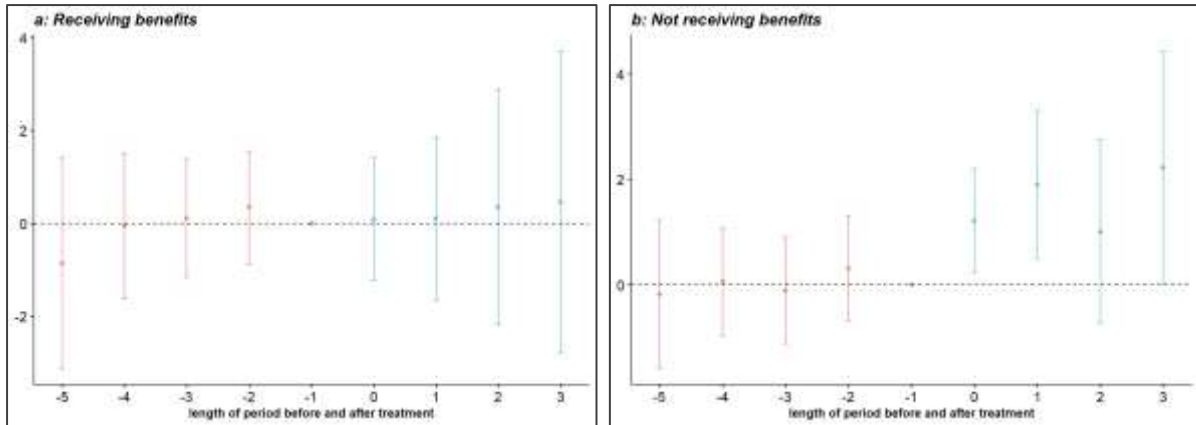 a: Receiving benefits
4
2
0
-2
-5 -4 -3 -2 -1 0 1 2 3
length of period before and after treatment
b: Not receiving benefits
4
2
0
-5 -4 -3 -2 -1 0 1 2 3
length of period before and after treatment